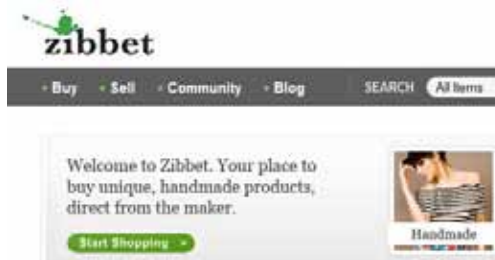 zibbet
Buy Sell Community Blog SEARCH All Items
Welcome to Zibbet. Your place to
buy unique, handmade products,
direct from the maker.
Start Shopping
Handmade